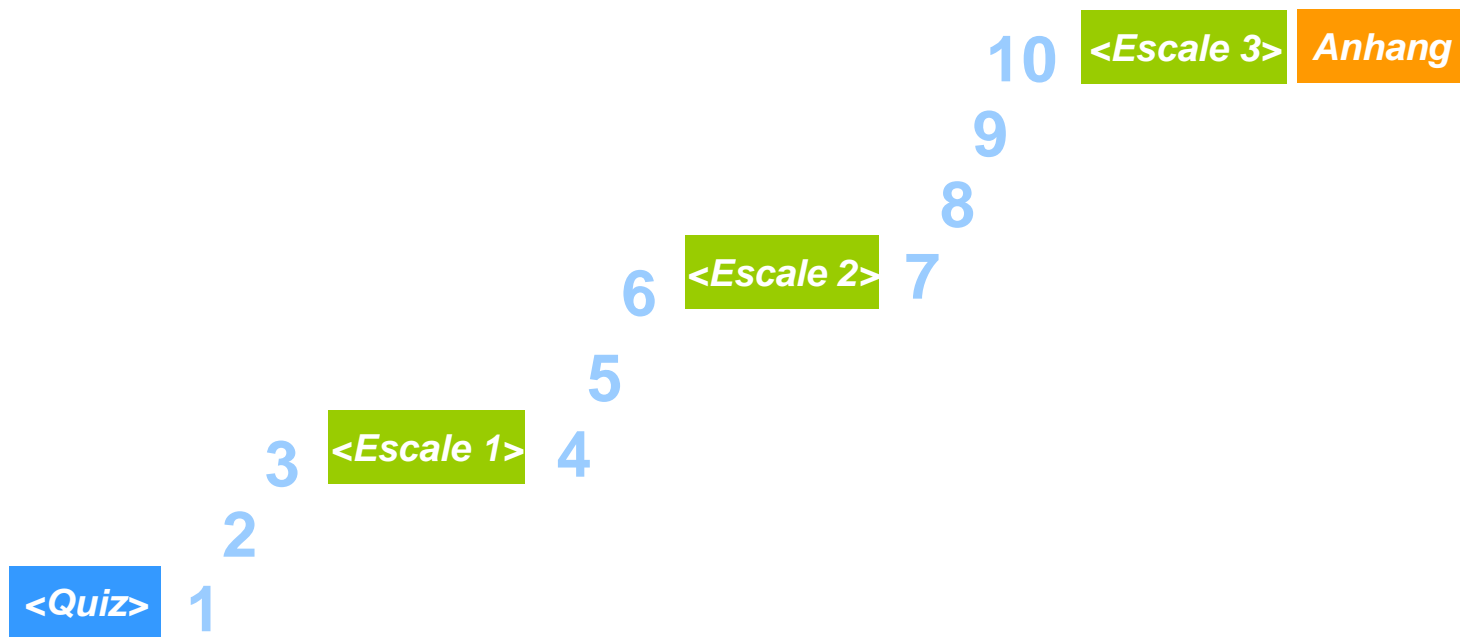 10 <Escale 3> Anhang
9
8
6 <Escale 2> 7
5
3 <Escale 1> 4
2
<Quiz> 1